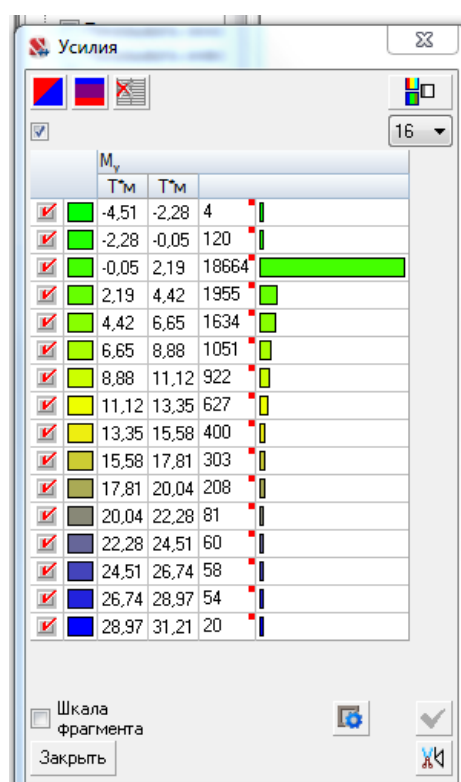 Усилия
16
My
Т*м Т*м
-4,51 -2,28 4
-2,28 -0,05 120
-0,05 2,19 18664
2,19 4,42 1955
4,42 6,65 1634
6,65 8,88 1051
8,88 11,12 922
11,12 13,35 627
13,35 15,58 400
15,58 17,81 303
17,81 20,04 208
20,04 22,28 81
22,28 24,51 60
24,51 26,74 58
26,74 28,97 54
28,97 31,21 20
Шкала
фрагмента
Закрыть